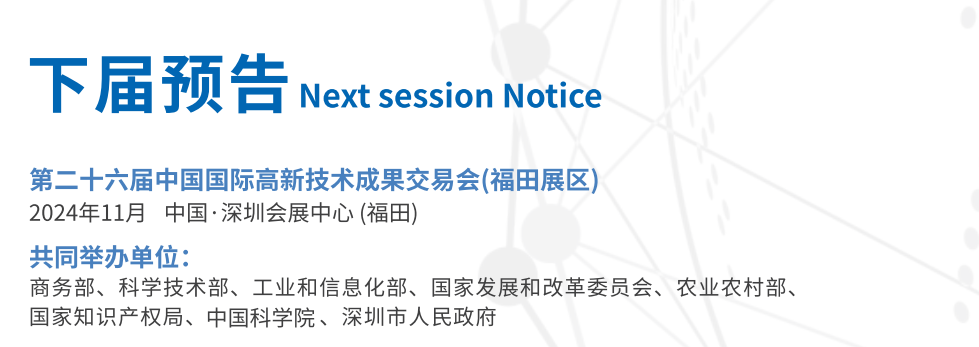 下届预告 Next session Notice
第二十六届中国国际高新技术成果交易会(福田展区)
2024年11月 中国·深圳会展中心 (福田)
共同举办单位：
商务部、科学技术部、工业和信息化部、国家发展和改革委员会、农业农村部、
国家知识产权局、中国科学院、深圳市人民政府